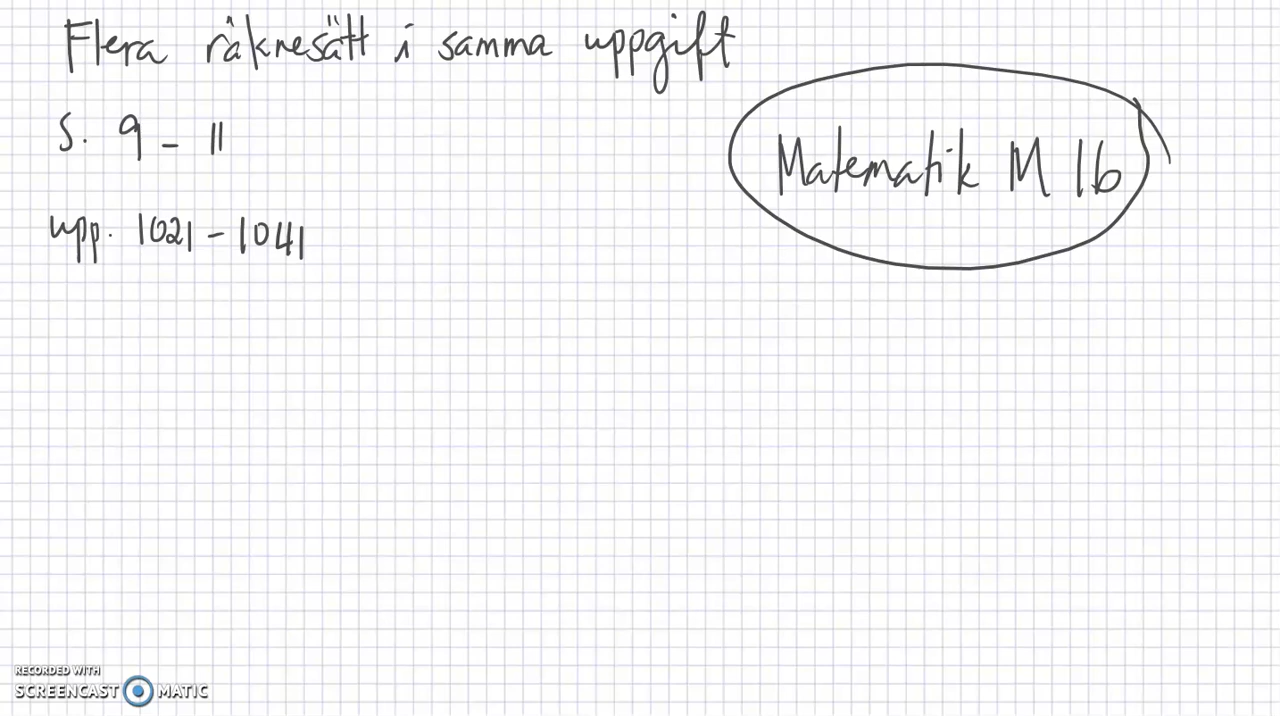 Flera räknesätt i samma uppgift
s. 9 - 11
Matematik M 1b
upp. 1021 - 1041
RECORDED WITH
SCREENCAST MATIC